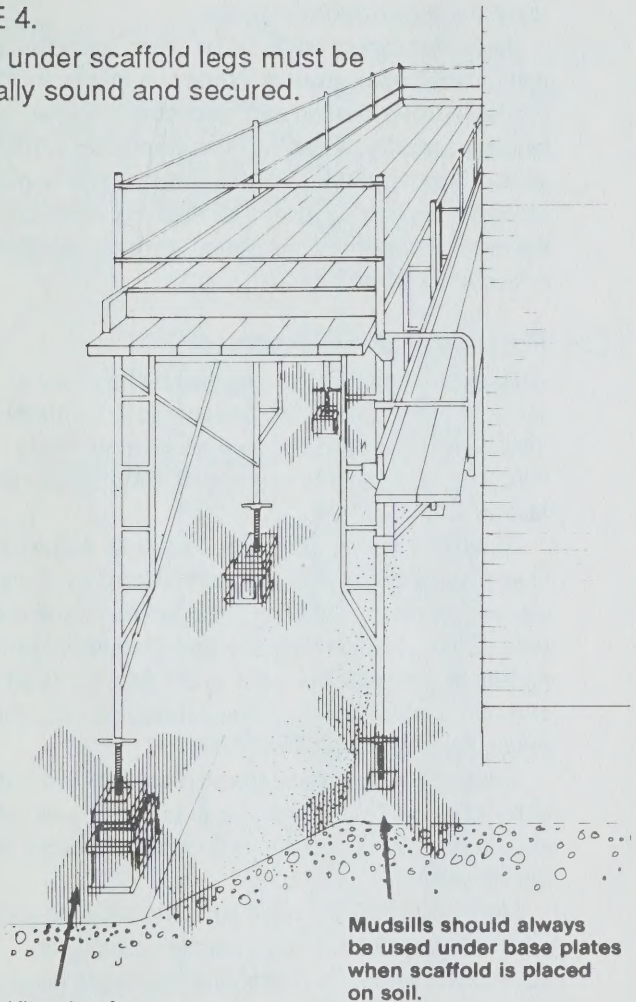 4.
under scaffold legs must be
sound and secured.
Mudsills should always
be used under base plates
when scaffold is placed
on soil.